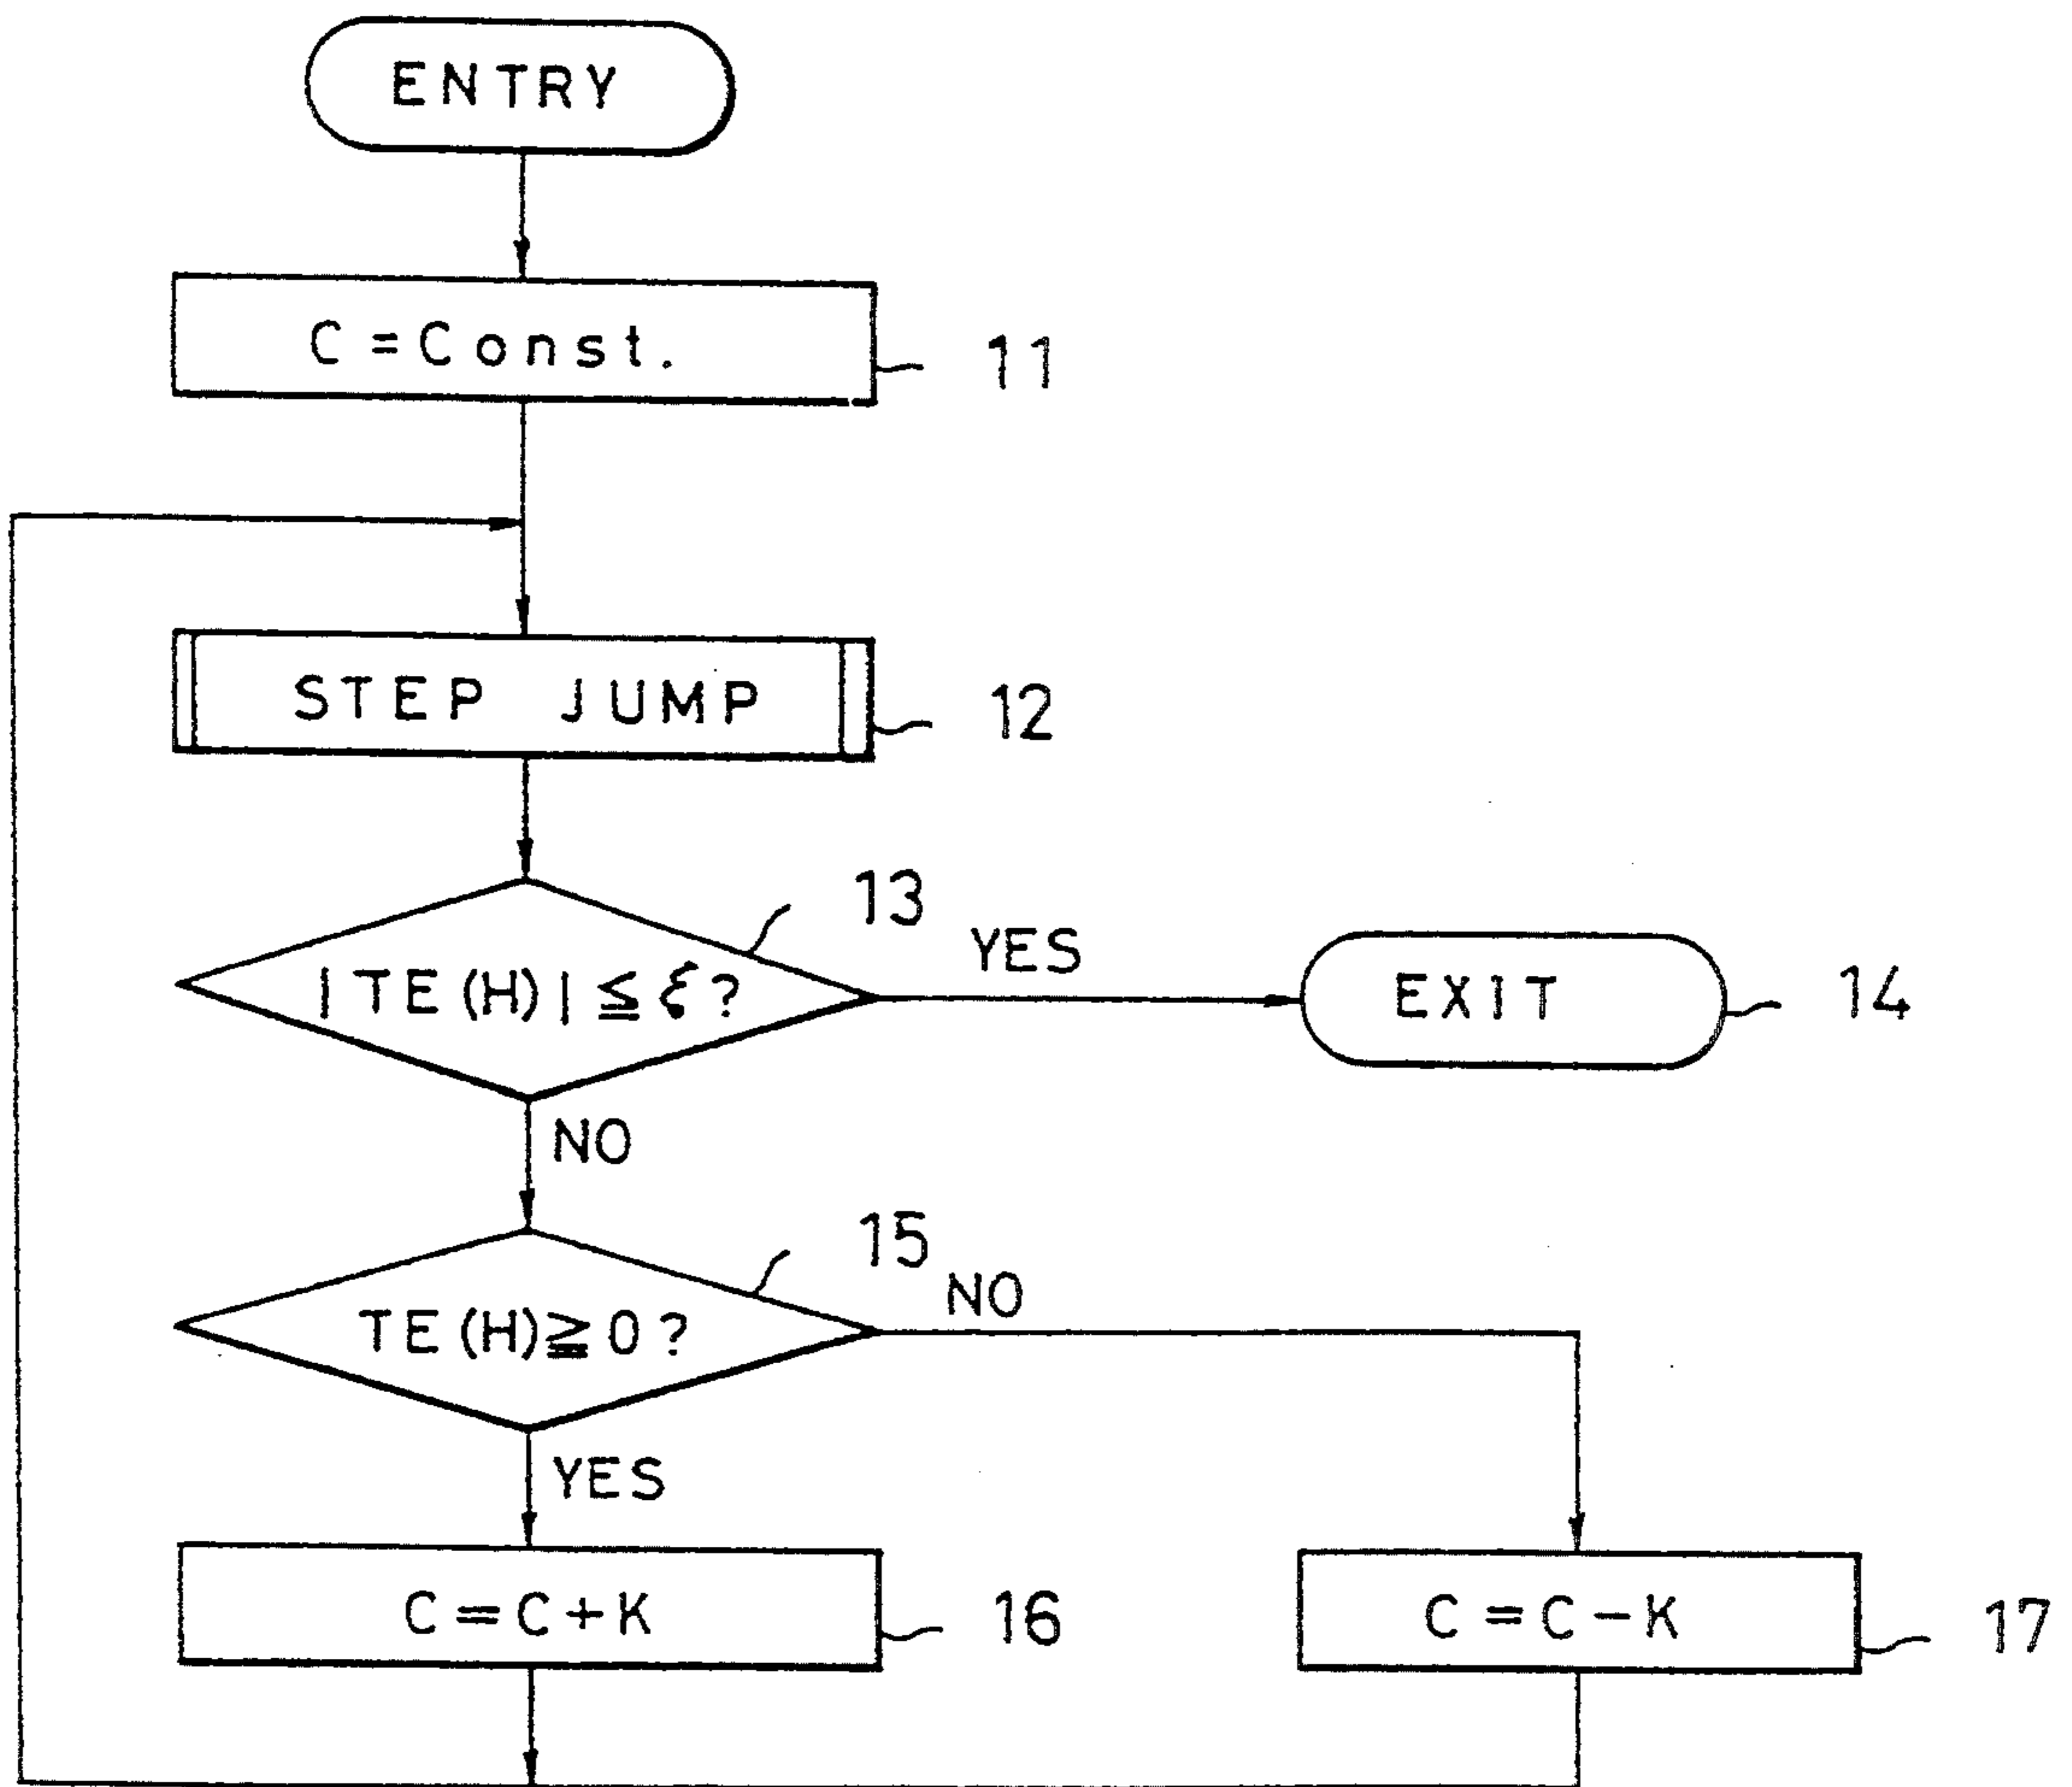 ENTRY
C=Const.
11
STEP JUMP
12
13
|TE(H)|≦ξ?
YES
EXIT
14
NO
15
TE(H)≧0?
NO
YES
C=C+K
16
C=C-K
17